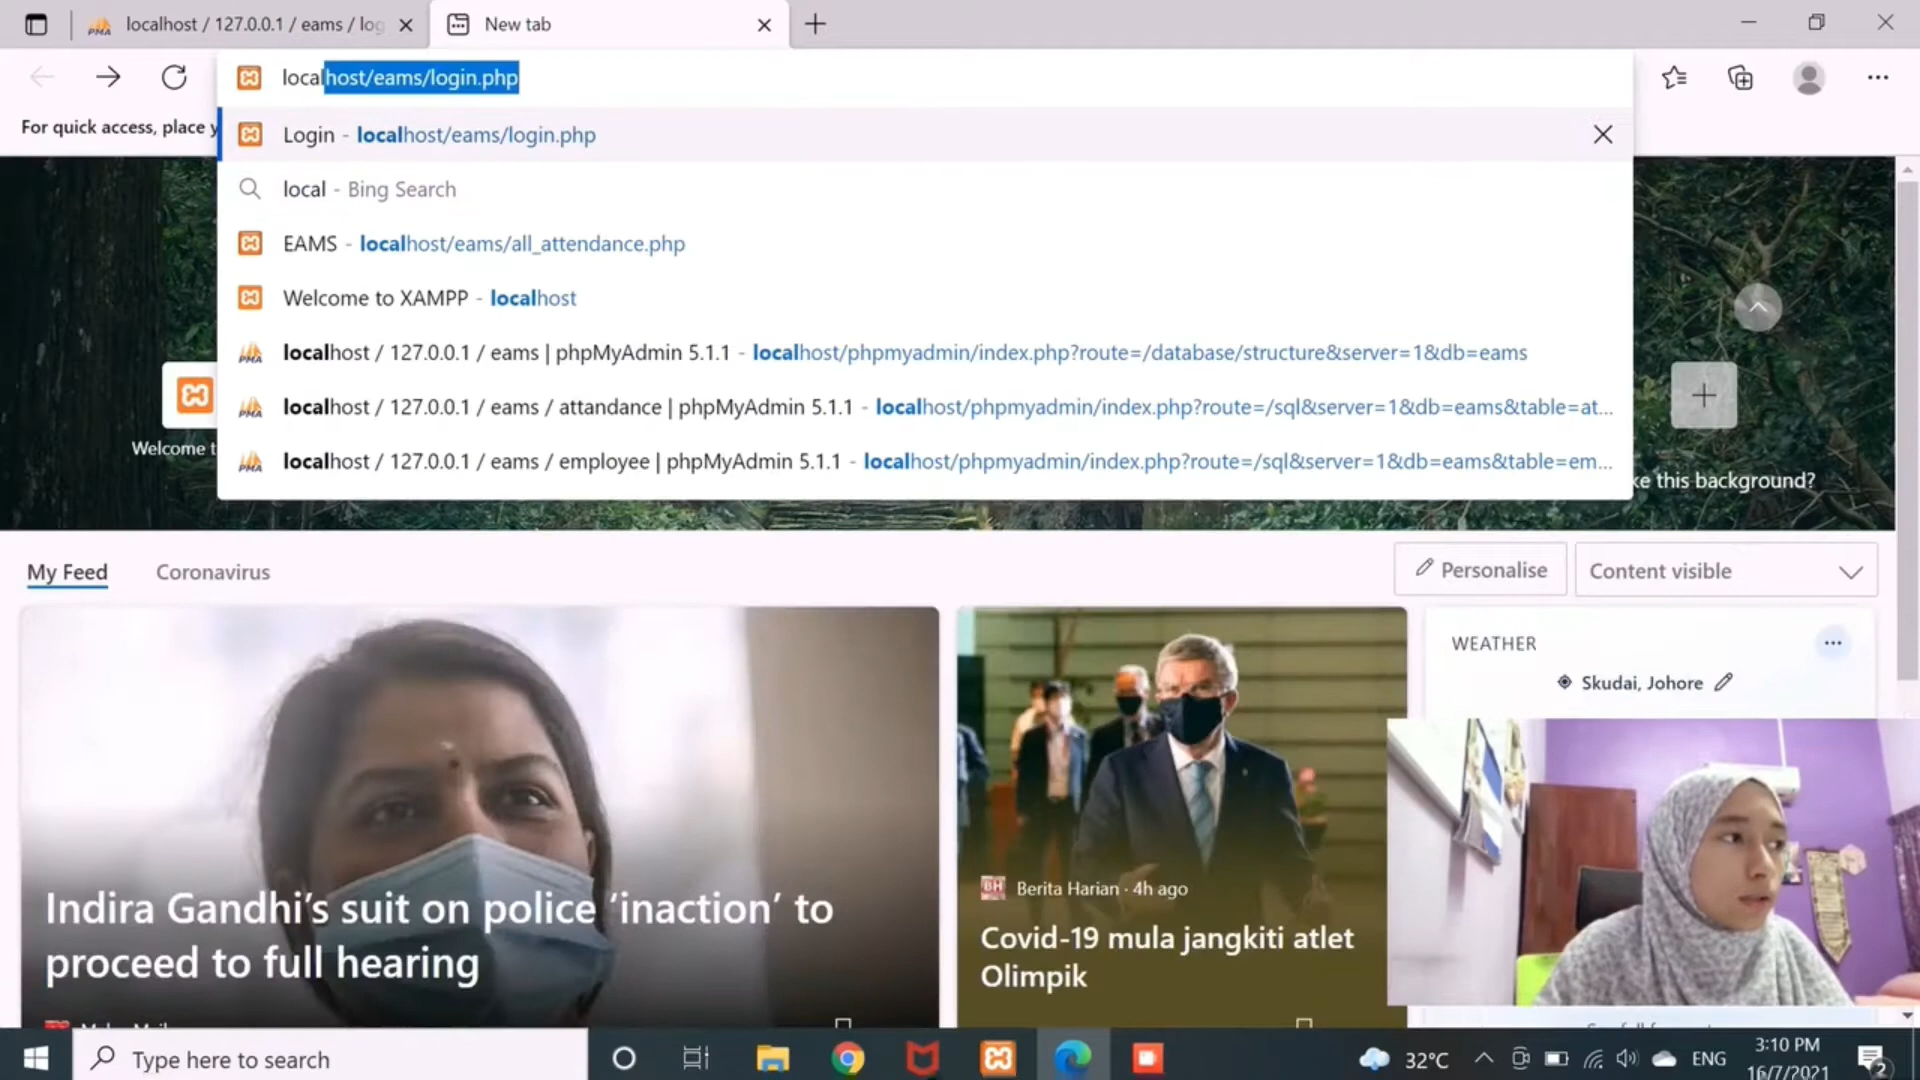 localhost / 127.0.0.1 / eams / log
New tab
localhost/eams/login.php
For quick access, place y
Login - localhost/eams/login.php
local - Bing Search
EAMS - localhost/eams/all_attendance.php
Welcome to XAMPP - localhost
localhost / 127.0.0.1 / eams | phpMyAdmin 5.1.1 - localhost/phpmyadmin/index.php?route=/database/structure&server=1&db=eams
localhost / 127.0.0.1 / eams / attandance | phpMyAdmin 5.1.1 - localhost/phpmyadmin/index.php?route=/sql&server=1&db=eams&table=at...
localhost / 127.0.0.1 / eams / employee | phpMyAdmin 5.1.1 - localhost/phpmyadmin/index.php?route=/sql&server=1&db=eams&table=em...
Welcome t
ke this background?
My Feed
Coronavirus
Personalise
Content visible
WEATHER
Skudai, Johore
Indira Gandhi's suit on police 'inaction' to
proceed to full hearing
BH Berita Harian · 4h ago
Covid-19 mula jangkiti atlet
Olimpik
Type here to search
32°C
ENG
3:10 PM
16/7/2021
2